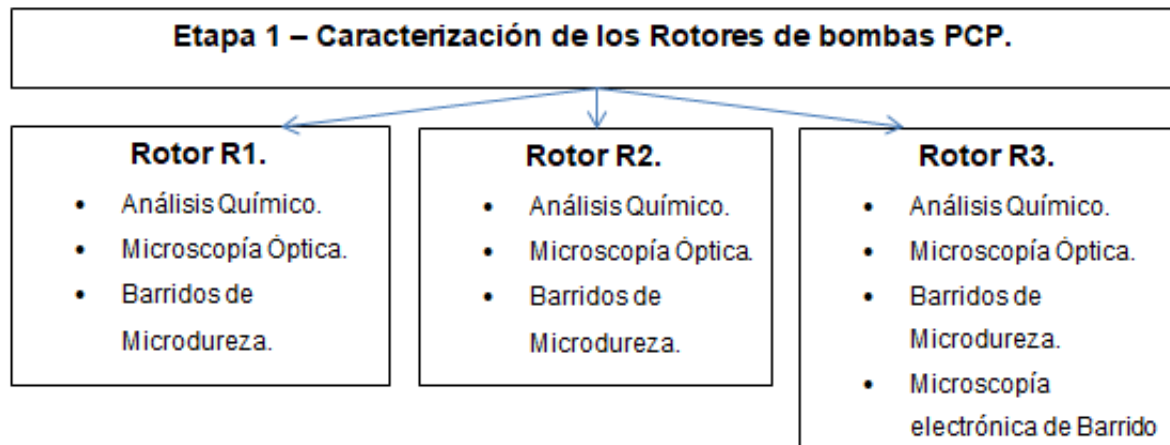 Etapa 1 – Caracterización de los Rotores de bombas PCP.
Rotor R1.
• Análisis Químico.
• Microscopía Óptica.
• Barridos de
Microdureza.
Rotor R2.
• Análisis Químico.
• Microscopía Óptica.
• Barridos de
Microdureza.
Rotor R3.
• Análisis Químico.
• Microscopía Óptica.
• Barridos de
Microdureza.
• Microscopía
electrónica de Barrido